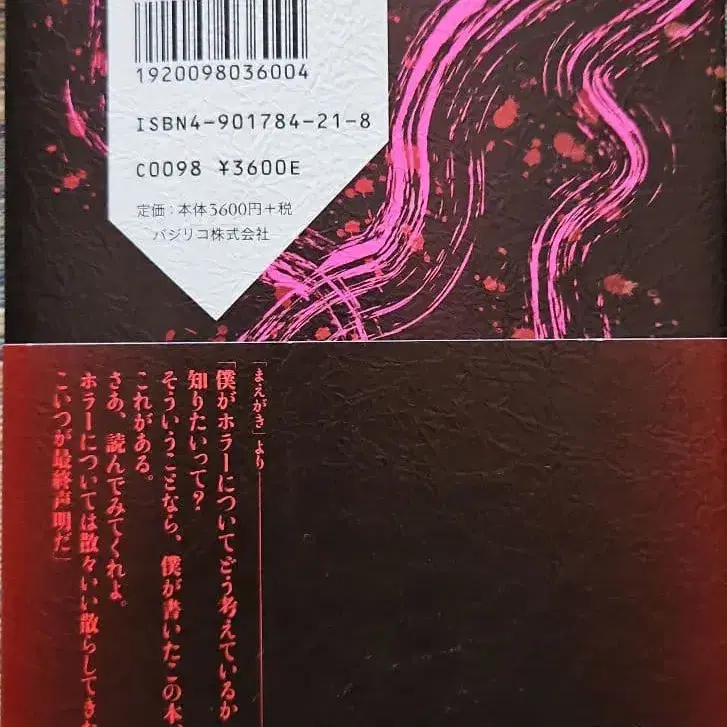 1920098036004
ISBN4-901784-21-8
C0098 ¥3600E
定価：本体3600円＋税
バジリコ株式会社
「まえがき」より
「僕がホラーについてどう考えているか
知りたいって？
そういうことなら、僕が書いたこの本、
これがある。
さあ、読んでみてくれよ。
ホラーについては散々いい散らしてき
こいつが最終声明だ」